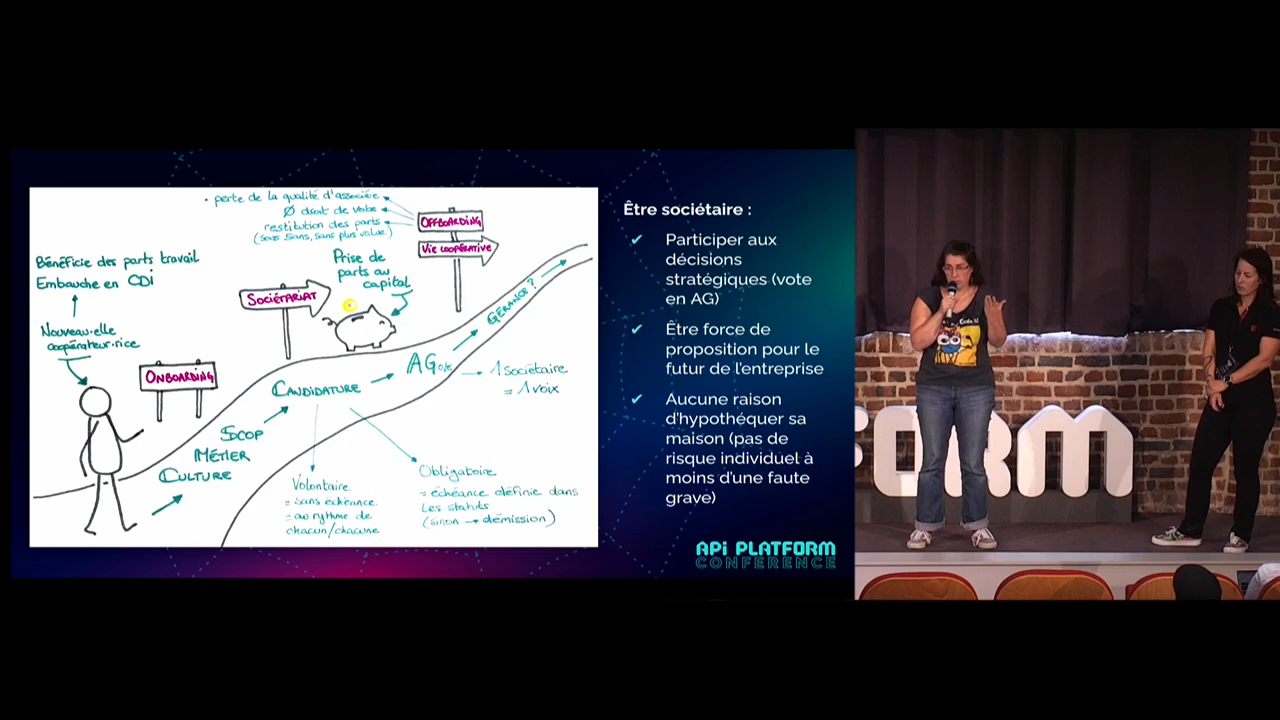 . perte de la qualité d'associé·e
Ø droit de vote
restitution des parts
(sous 5ans, sans plus value)
OFFBOARDING
VIE COOPÉRATIVE
Bénéficie des parts travail
Embauche en CDI
Prise de
parts au
capital
SOCIÉTARIAT
GÉRANCE ?
Nouveau·elle
coopérateur·rice
ONBOARDING
AG
1 Sociétaire
= 1 voix
CANDIDATURE
SCOP
MÉTIER
CULTURE
Volontaire
= sans échéance
= au rythme de
chacun/chacune
Obligatoire
= échéance définie dans
les statuts
(sinon → démission)
Être sociétaire :
✔ Participer aux
décisions
stratégiques (vote
en AG)
✔ Être force de
proposition pour le
futur de l'entreprise
✔ Aucune raison
d'hypothéquer sa
maison (pas de
risque individuel à
moins d'une faute
grave)
API PLATFORM
CONFERENCE